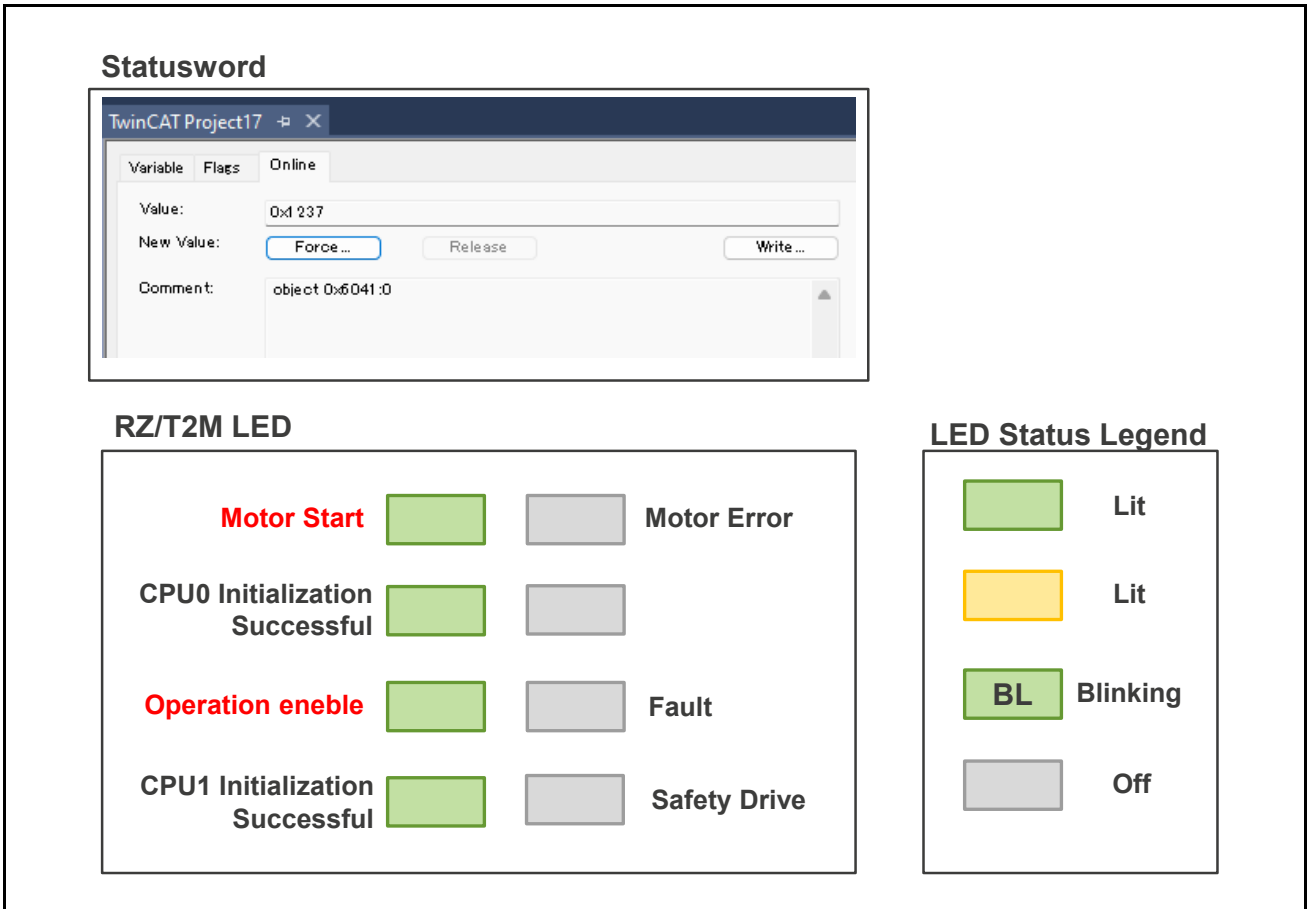 Statusword
TwinCAT Project17
Variable Flags Online
Value: 0x1237
New Value: Force... Release Write...
Comment: object 0x6041:0
RZ/T2M LED
Motor Start
Motor Error
CPU0 Initialization
Successful
Operation eneble
Fault
CPU1 Initialization
Successful
Safety Drive
LED Status Legend
Lit
Lit
BL Blinking
Off